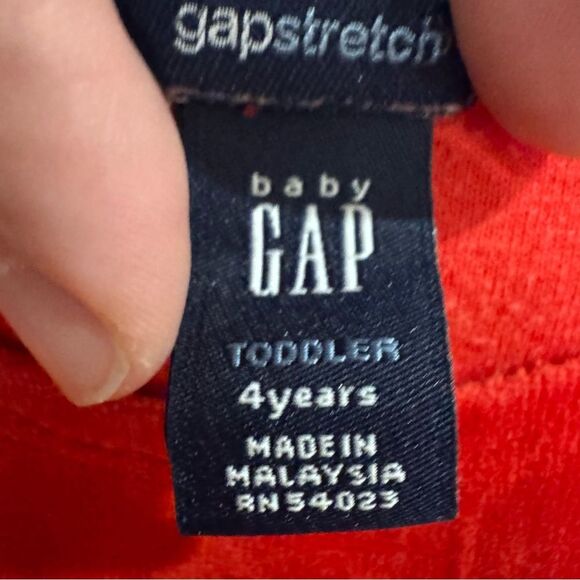 gapstretch
baby
GAP
TODDLER
4years
MADE IN
MALAYSIA
RN 54023